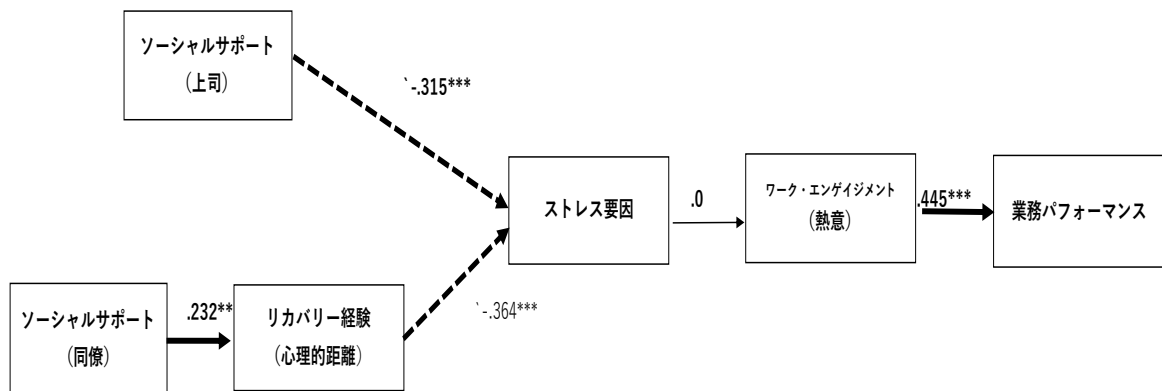 ソーシャルサポート
（上司）
`-.315***
ストレス要因
.0
ワーク・エンゲイジメント
（熱意）
.445***
業務パフォーマンス
ソーシャルサポート
（同僚）
.232**
リカバリー経験
（心理的距離）
`-.364***